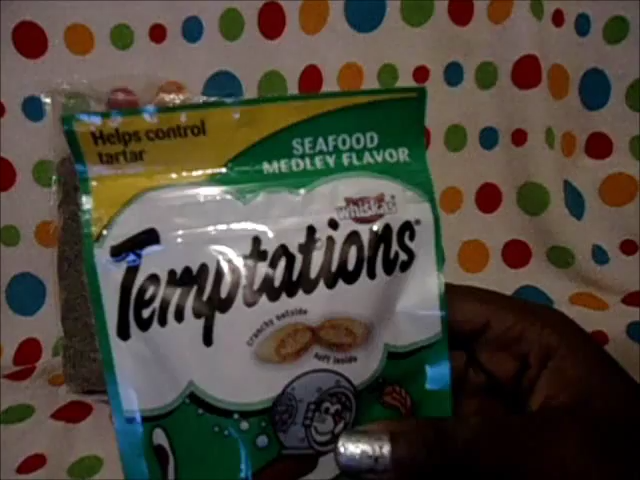 Helps control
tartar
SEAFOOD
MEDLEY FLAVOR
whiskas
Temptations
crunchy outside
soft inside